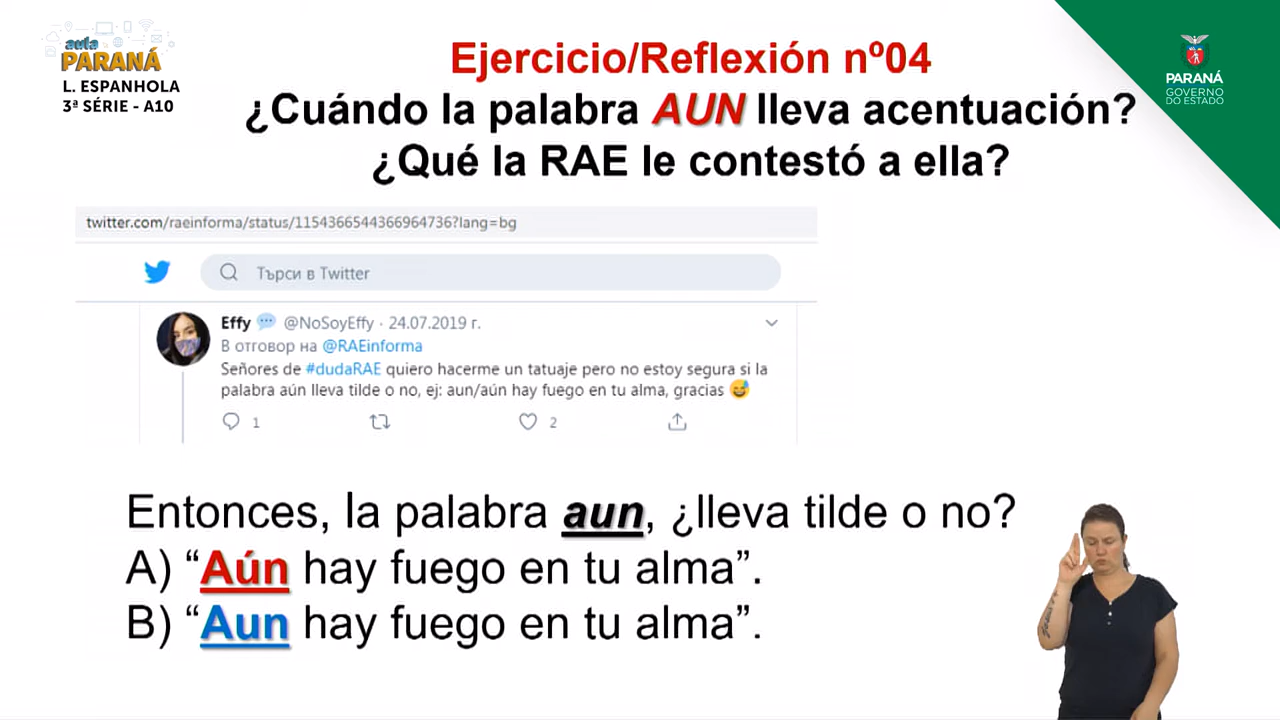 aula
PARANÁ
L. ESPANHOLA
3ª SÉRIE - A10
Ejercicio/Reflexión nº04
¿Cuándo la palabra AUN lleva acentuación?
¿Qué la RAE le contestó a ella?
PARANÁ
GOVERNO
DO ESTADO
twitter.com/raeinforma/status/1154366544366964736?lang=bg
Търси в Twitter
Effy @NoSoyEffy · 24.07.2019 г.
В отговор на @RAEinforma
Señores de #dudaRAE quiero hacerme un tatuaje pero no estoy segura si la
palabra aún lleva tilde o no, ej: aun/aún hay fuego en tu alma, gracias 😅
1 2
Entonces, la palabra aun, ¿lleva tilde o no?
A) “Aún hay fuego en tu alma”.
B) “Aun hay fuego en tu alma”.